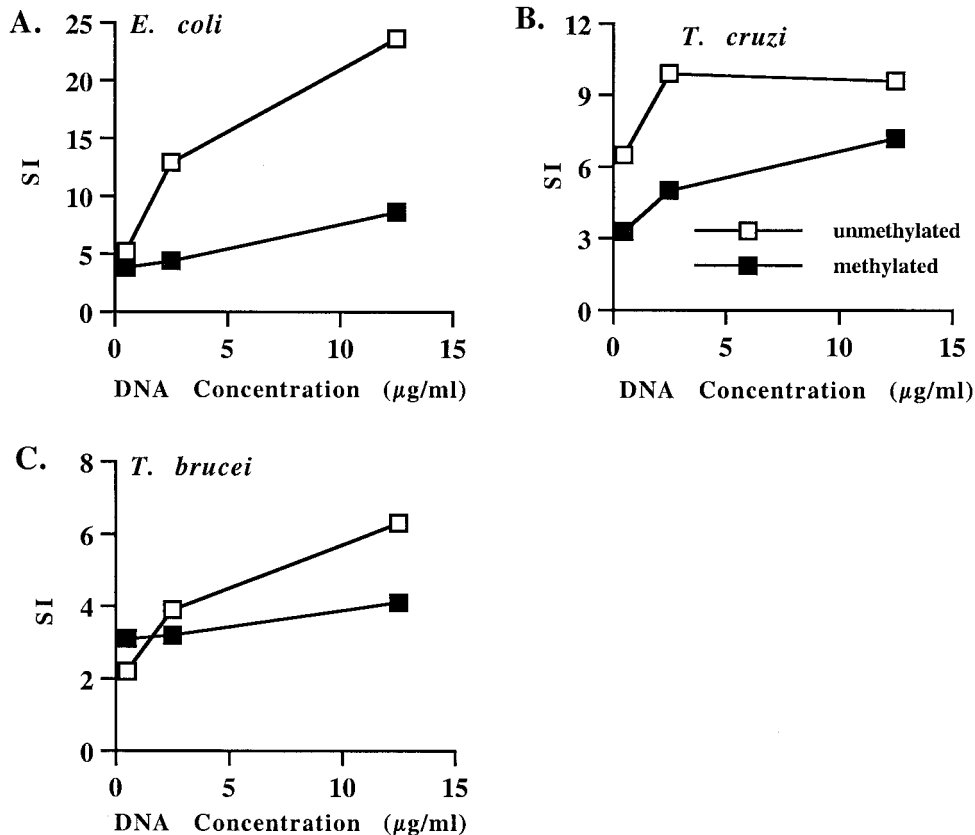 A. E. coli
25
20
15
10
5
0
SI
0 5 10 15
DNA Concentration (µg/ml)
B. T. cruzi
12
9
6
3
0
SI
unmethylated
methylated
0 5 10 15
DNA Concentration (µg/ml)
C. T. brucei
8
6
4
2
0
SI
0 5 10 15
DNA Concentration (µg/ml)